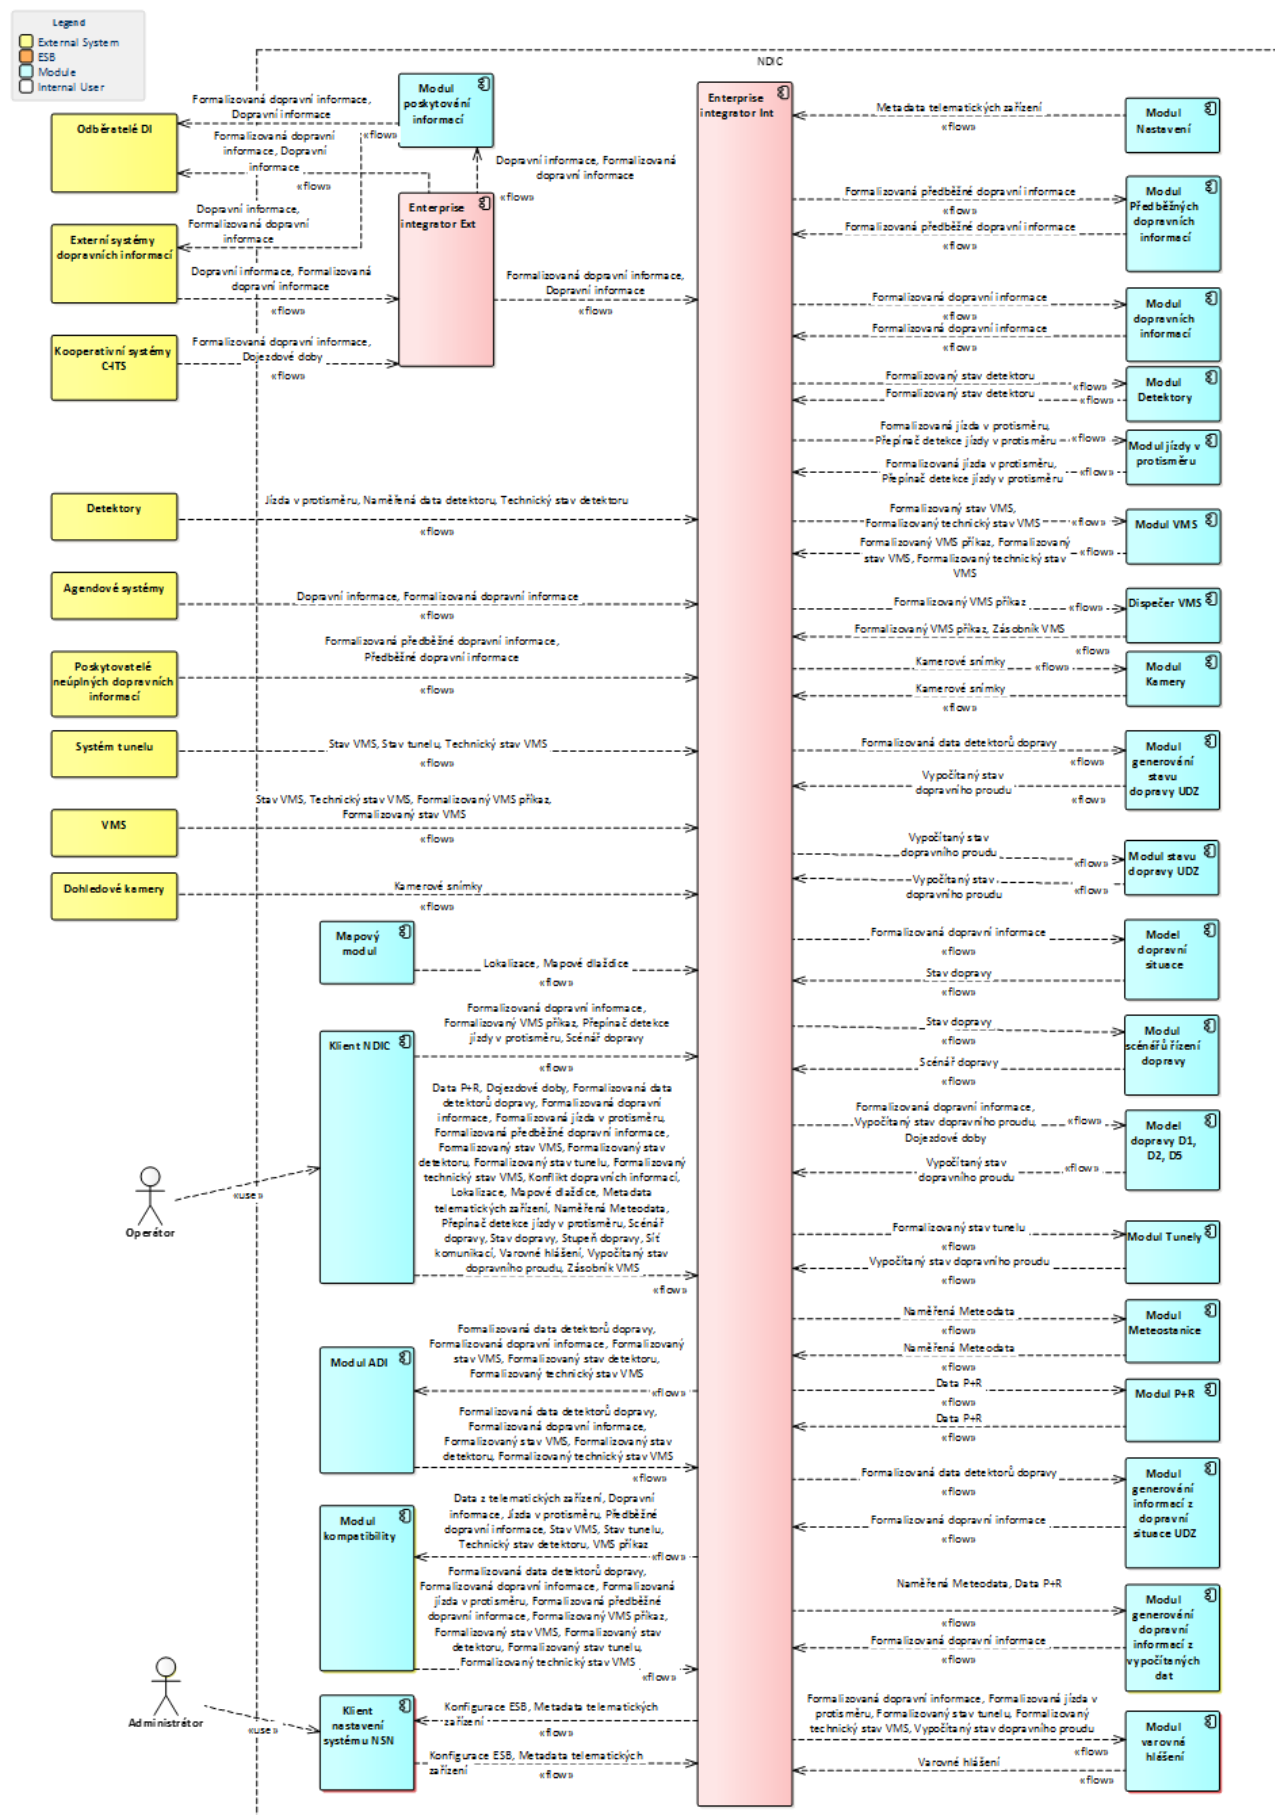 Legend
External System
ESB
Module
Internal User
NDIC
Odběratelé DI
Externí systémy
dopravních informací
Kooperativní systémy
C-ITS
Detektory
Agendové systémy
Poskytovatelé
neúplných dopravních
informací
Systém tunelu
VMS
Dohledové kamery
Operátor
Administrátor
«use»
«use»
Modul
poskytování
informací
Enterprise
integrator Ext
Enterprise
integrator Int
Formalizovaná dopravní informace,
Dopravní informace
«flow»
Formalizovaná dopravní
informace, Dopravní
informace
«flow»
Dopravní informace, Formalizovaná
dopravní informace
«flow»
Dopravní informace,
Formalizovaná dopravní
informace
Dopravní informace, Formalizovaná
dopravní informace
«flow»
Formalizovaná dopravní informace,
Dopravní informace
«flow»
Formalizovaná dopravní informace,
Dojezdové doby
«flow»
Jízda v protisměru, Naměřená data detektoru, Technický stav detektoru
«flow»
Dopravní informace, Formalizovaná dopravní informace
«flow»
Formalizovaná předběžné dopravní informace,
Předběžné dopravní informace
«flow»
Stav VMS, Stav tunelu, Technický stav VMS
«flow»
Stav VMS, Technický stav VMS, Formalizovaný VMS příkaz,
Formalizovaný stav VMS
«flow»
Kamerové snímky
«flow»
Mapový
modul
Lokalizace, Mapové dlaždice
«flow»
Klient NDIC
Formalizovaná dopravní informace,
Formalizovaný VMS příkaz, Přepínač detekce
jízdy v protisměru, Scénář dopravy
«flow»
Data P+R, Dojezdové doby, Formalizovaná data
detektorů dopravy, Formalizovaná dopravní
informace, Formalizovaná jízda v protisměru,
Formalizovaná předběžné dopravní informace,
Formalizovaný stav VMS, Formalizovaný stav
detektoru, Formalizovaný stav tunelu, Formalizovaný
technický stav VMS, Konflikt dopravních informací,
Lokalizace, Mapové dlaždice, Metadata
telematických zařízení, Naměřená Meteodata,
Přepínač detekce jízdy v protisměru, Scénář
dopravy, Stav dopravy, Stupeň dopravy, Síť
komunikací, Varovné hlášení, Vypočítaný stav
dopravního proudu, Zásobník VMS
«flow»
Modul ADI
Formalizovaná data detektorů dopravy,
Formalizovaná dopravní informace, Formalizovaný
stav VMS, Formalizovaný stav detektoru,
Formalizovaný technický stav VMS
«flow»
Formalizovaná data detektorů dopravy,
Formalizovaná dopravní informace,
Formalizovaný stav VMS, Formalizovaný stav
detektoru, Formalizovaný technický stav VMS
«flow»
Modul
kompatibility
Data z telematických zařízení, Dopravní
informace, Jízda v protisměru, Předběžné
dopravní informace, Stav VMS, Stav tunelu,
Technický stav detektoru, VMS příkaz
«flow»
Formalizovaná data detektorů dopravy,
Formalizovaná dopravní informace, Formalizovaná
jízda v protisměru, Formalizovaná předběžné
dopravní informace, Formalizovaný VMS příkaz,
Formalizovaný stav VMS, Formalizovaný stav
detektoru, Formalizovaný stav tunelu,
Formalizovaný technický stav VMS
«flow»
Klient
nastavení
systému NSN
Konfigurace ESB, Metadata telematických
zařízení
«flow»
Konfigurace ESB, Metadata telematických
zařízení
«flow»
Metadata telematických zařízení
«flow»
Modul
Nastavení
Formalizovaná předběžné dopravní informace
«flow»
Formalizovaná předběžné dopravní informace
«flow»
Modul
Předběžných
dopravních
informací
Formalizovaná dopravní informace
«flow»
Formalizovaná dopravní informace
«flow»
Modul
dopravních
informací
Formalizovaný stav detektoru
«flow»
Formalizovaný stav detektoru
«flow»
Modul
Detektory
Formalizovaná jízda v protisměru,
Přepínač detekce jízdy v protisměru
«flow»
Formalizovaná jízda v protisměru,
Přepínač detekce jízdy v protisměru
«flow»
Modul jízdy v
protisměru
Formalizovaný stav VMS,
Formalizovaný technický stav VMS
«flow»
Formalizovaný VMS příkaz, Formalizovaný
stav VMS, Formalizovaný technický stav
VMS
«flow»
Modul VMS
Formalizovaný VMS příkaz
«flow»
Formalizovaný VMS příkaz, Zásobník VMS
«flow»
Dispečer VMS
Kamerové snímky
«flow»
Kamerové snímky
«flow»
Modul
Kamery
Formalizovaná data detektorů dopravy
«flow»
Vypočítaný stav
dopravního proudu
«flow»
Modul
generování
stavu
dopravy UDZ
Vypočítaný stav
dopravního proudu
«flow»
Vypočítaný stav
dopravního proudu
«flow»
Modul stavu
dopravy UDZ
Formalizovaná dopravní informace
«flow»
Stav dopravy
«flow»
Model
dopravní
situace
Stav dopravy
«flow»
Scénář dopravy
«flow»
Modul
scénářů řízení
dopravy
Formalizovaná dopravní informace,
Vypočítaný stav dopravního proudu,
Dojezdové doby
«flow»
Vypočítaný stav
dopravního proudu
«flow»
Model
dopravy D1,
D2, D5
Formalizovaný stav tunelu
«flow»
Vypočítaný stav dopravního proudu
«flow»
Modul Tunely
Naměřená Meteodata
«flow»
Naměřená Meteodata
«flow»
Modul
Meteostanice
Data P+R
«flow»
Data P+R
«flow»
Modul P+R
Formalizovaná data detektorů dopravy
«flow»
Formalizovaná dopravní informace
«flow»
Modul
generování
informací z
dopravní
situace UDZ
Naměřená Meteodata, Data P+R
«flow»
Formalizovaná dopravní informace
«flow»
Modul
generování
dopravní
informací z
vypočítaných
dat
Formalizovaná dopravní informace, Formalizovaná jízda v
protisměru, Formalizovaný stav tunelu, Formalizovaný
technický stav VMS, Vypočítaný stav dopravního proudu
«flow»
Varovné hlášení
«flow»
Modul
varovná
hlášení